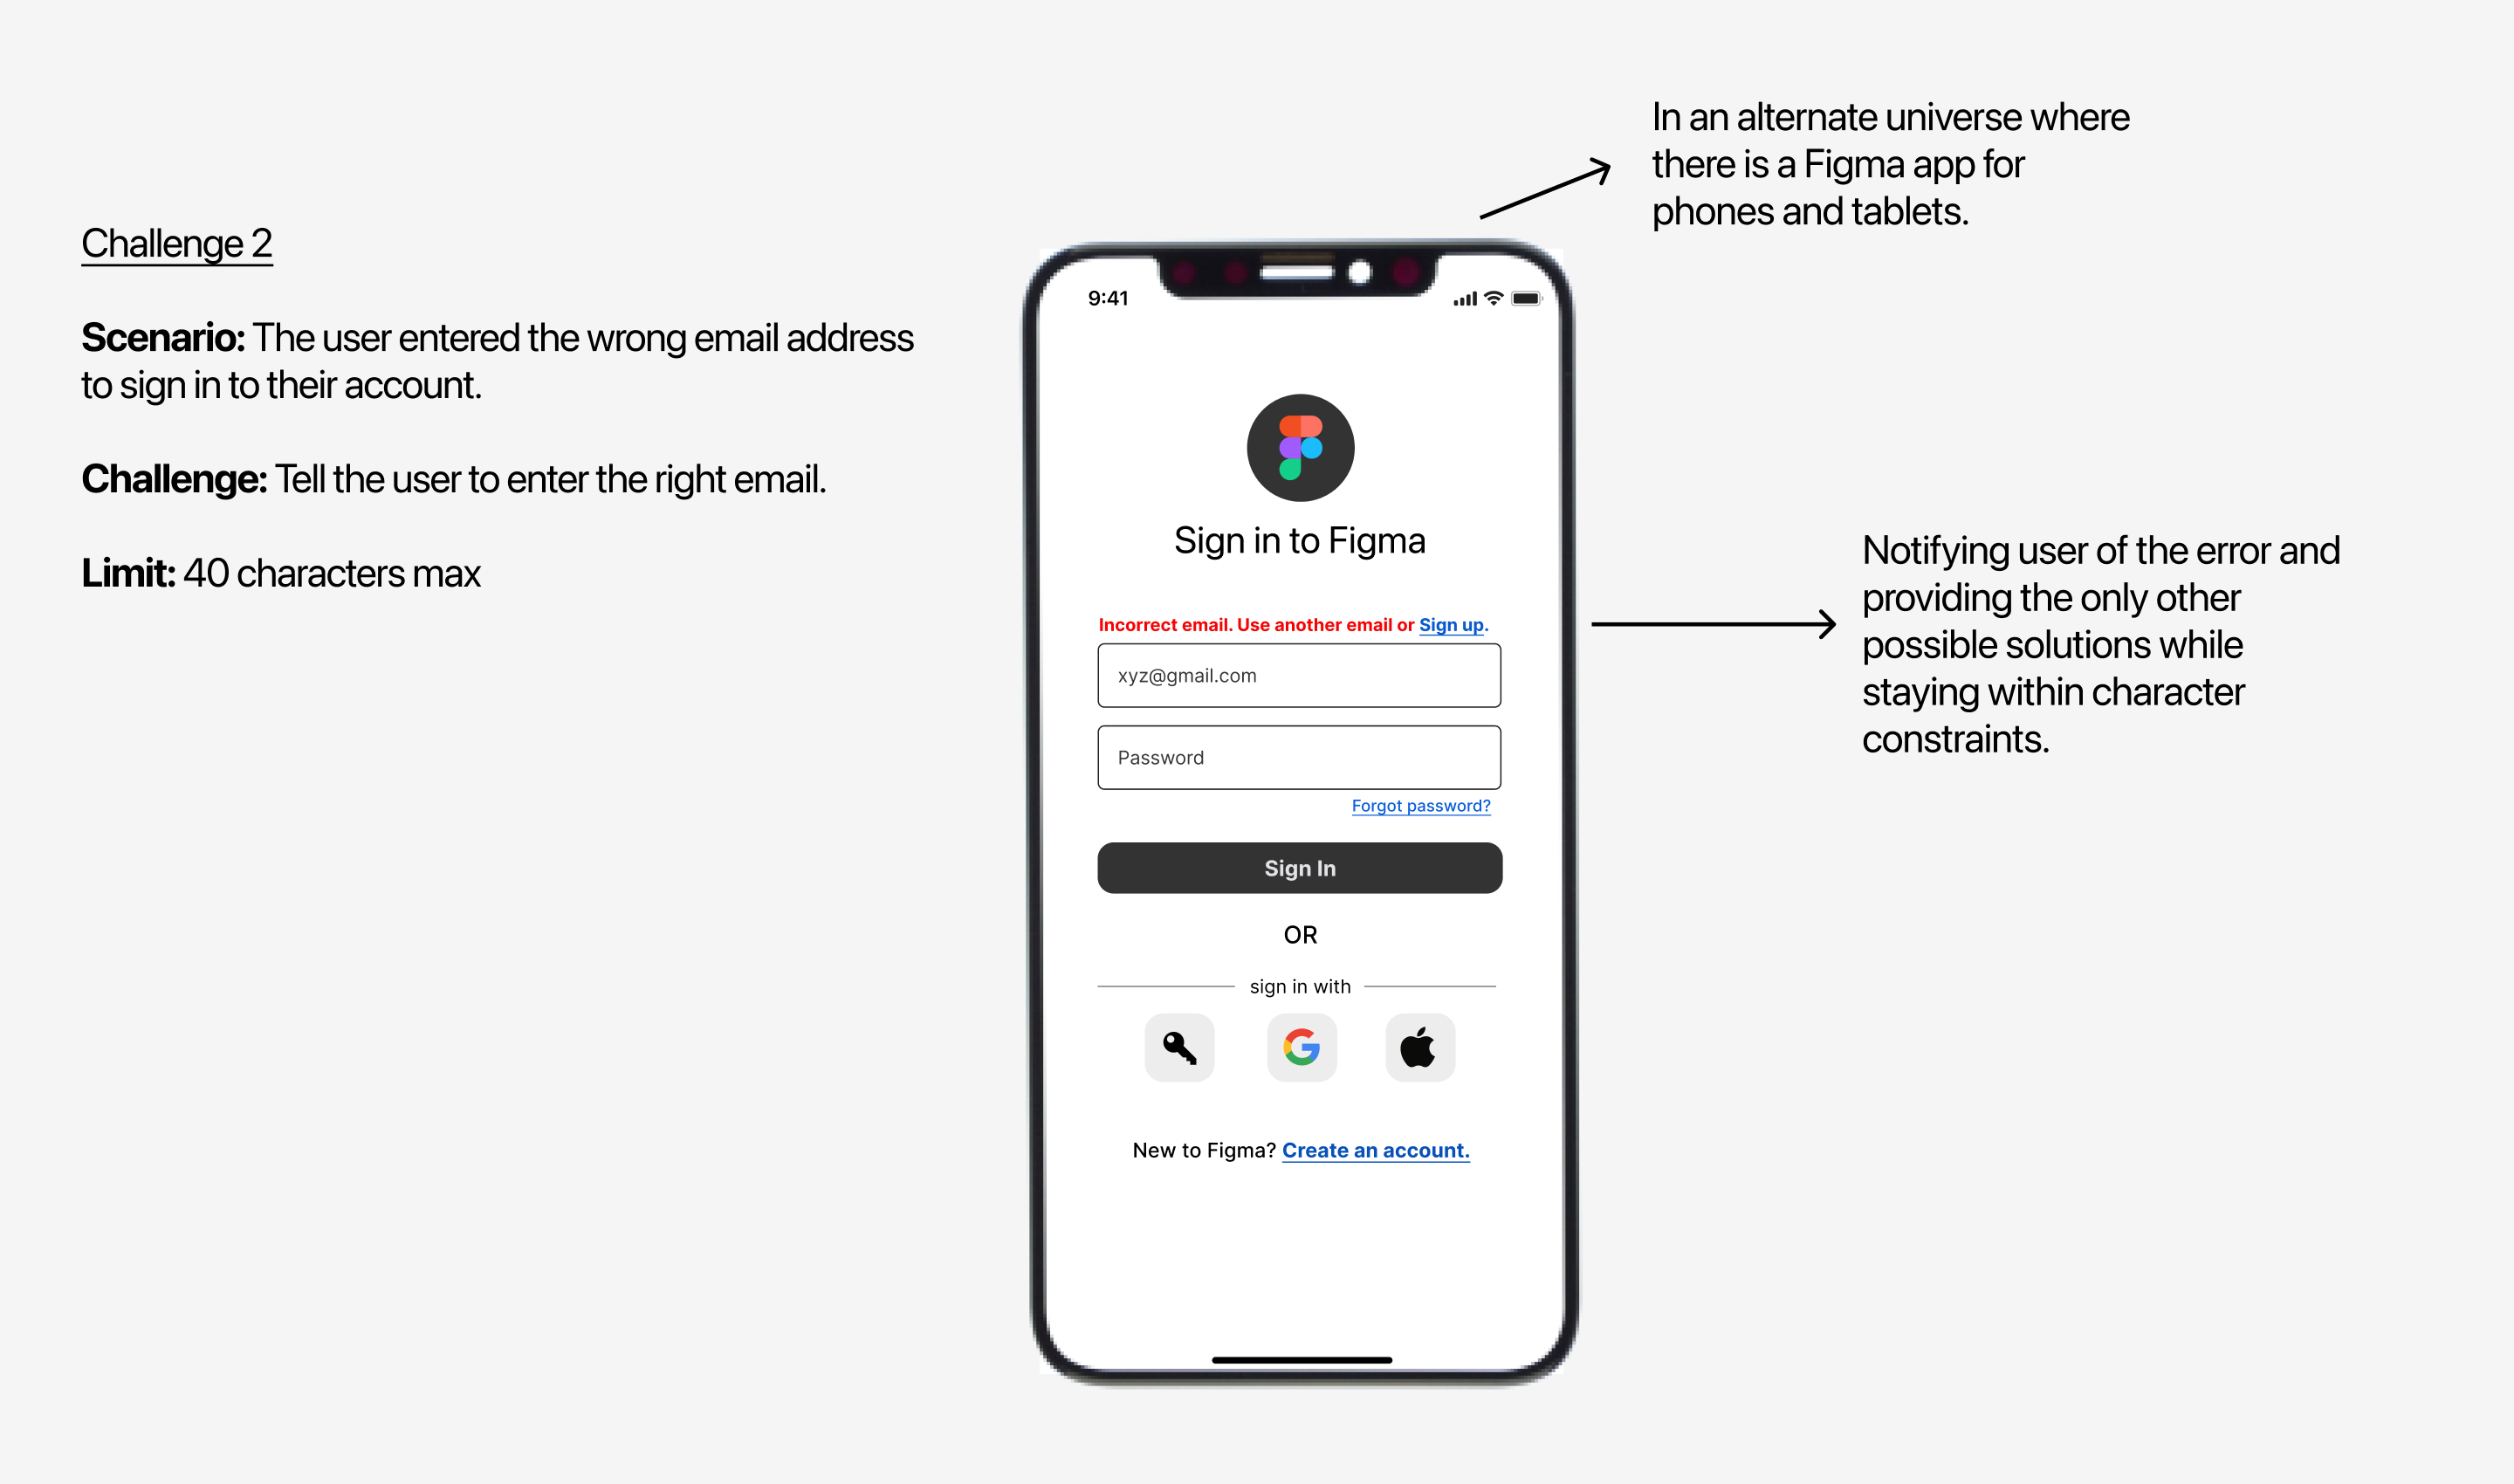 In an alternate universe where
there is a Figma app for
phones and tablets.
Challenge 2
Scenario: The user entered the wrong email address
to sign in to their account.
Challenge: Tell the user to enter the right email.
Limit: 40 characters max
9:41
Sign in to Figma
Incorrect email. Use another email or Sign up.
xyz@gmail.com
Password
Forgot password?
Sign In
OR
sign in with
New to Figma? Create an account.
Notifying user of the error and
providing the only other
possible solutions while
staying within character
constraints.